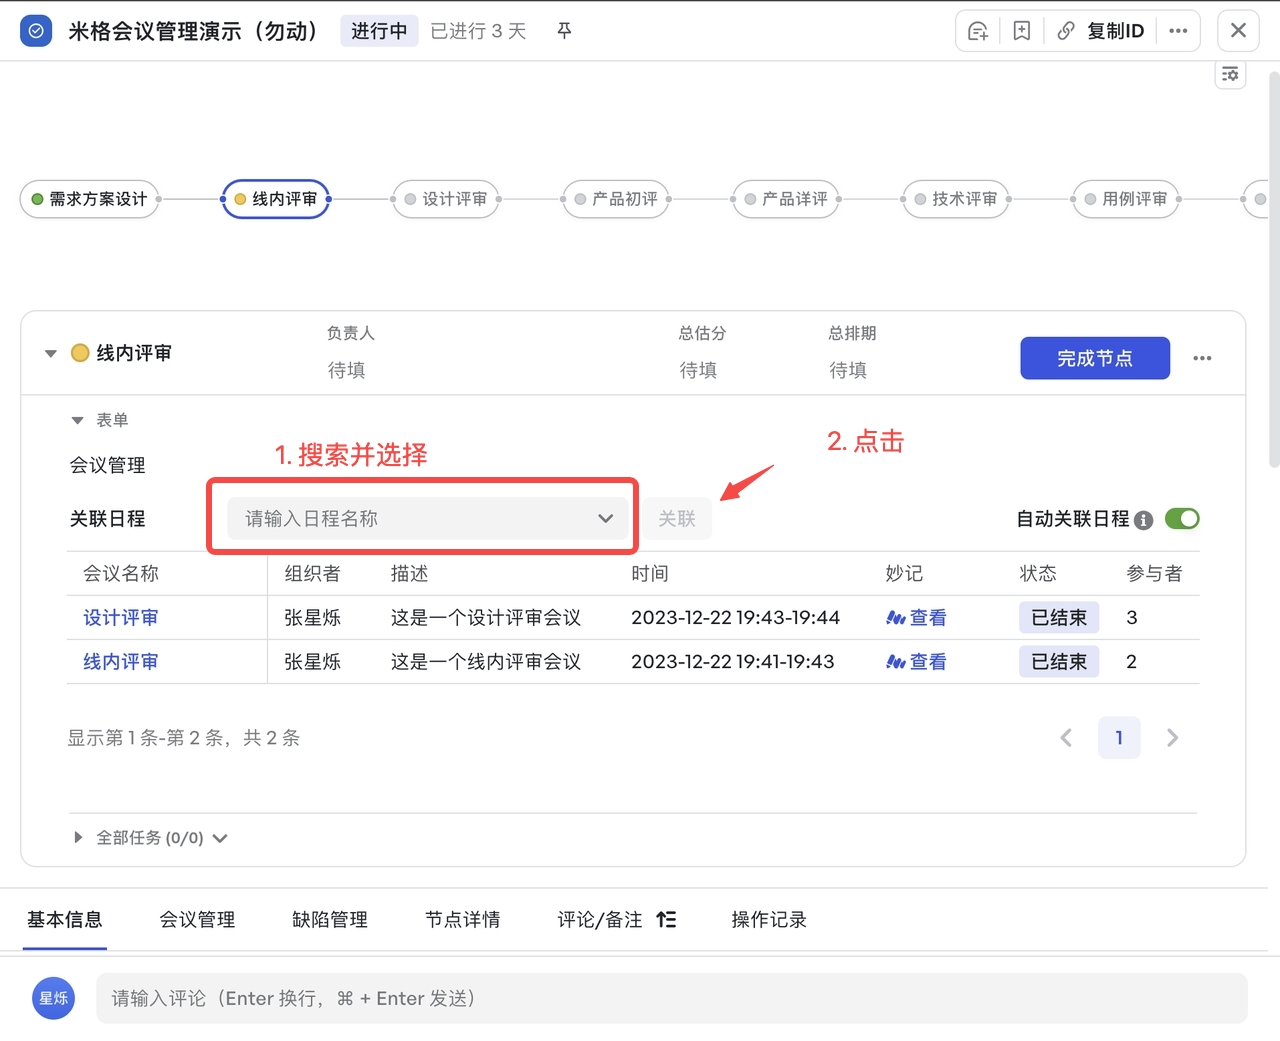 米格会议管理演示（勿动） 进行中 已进行 3 天 复制ID
需求方案设计 线内评审 设计评审 产品初评 产品详评 技术评审 用例评审
线内评审 负责人 总估分 总排期
待填 待填 待填 完成节点
表单
1. 搜索并选择 2. 点击
会议管理
关联日程 请输入日程名称 关联 自动关联日程
会议名称 组织者 描述 时间 妙记 状态 参与者
设计评审 张星烁 这是一个设计评审会议 2023-12-22 19:43-19:44 查看 已结束 3
线内评审 张星烁 这是一个线内评审会议 2023-12-22 19:41-19:43 查看 已结束 2
显示第 1 条-第 2 条，共 2 条 1
全部任务 (0/0)
基本信息 会议管理 缺陷管理 节点详情 评论/备注 操作记录
星烁 请输入评论（Enter 换行，⌘ + Enter 发送）